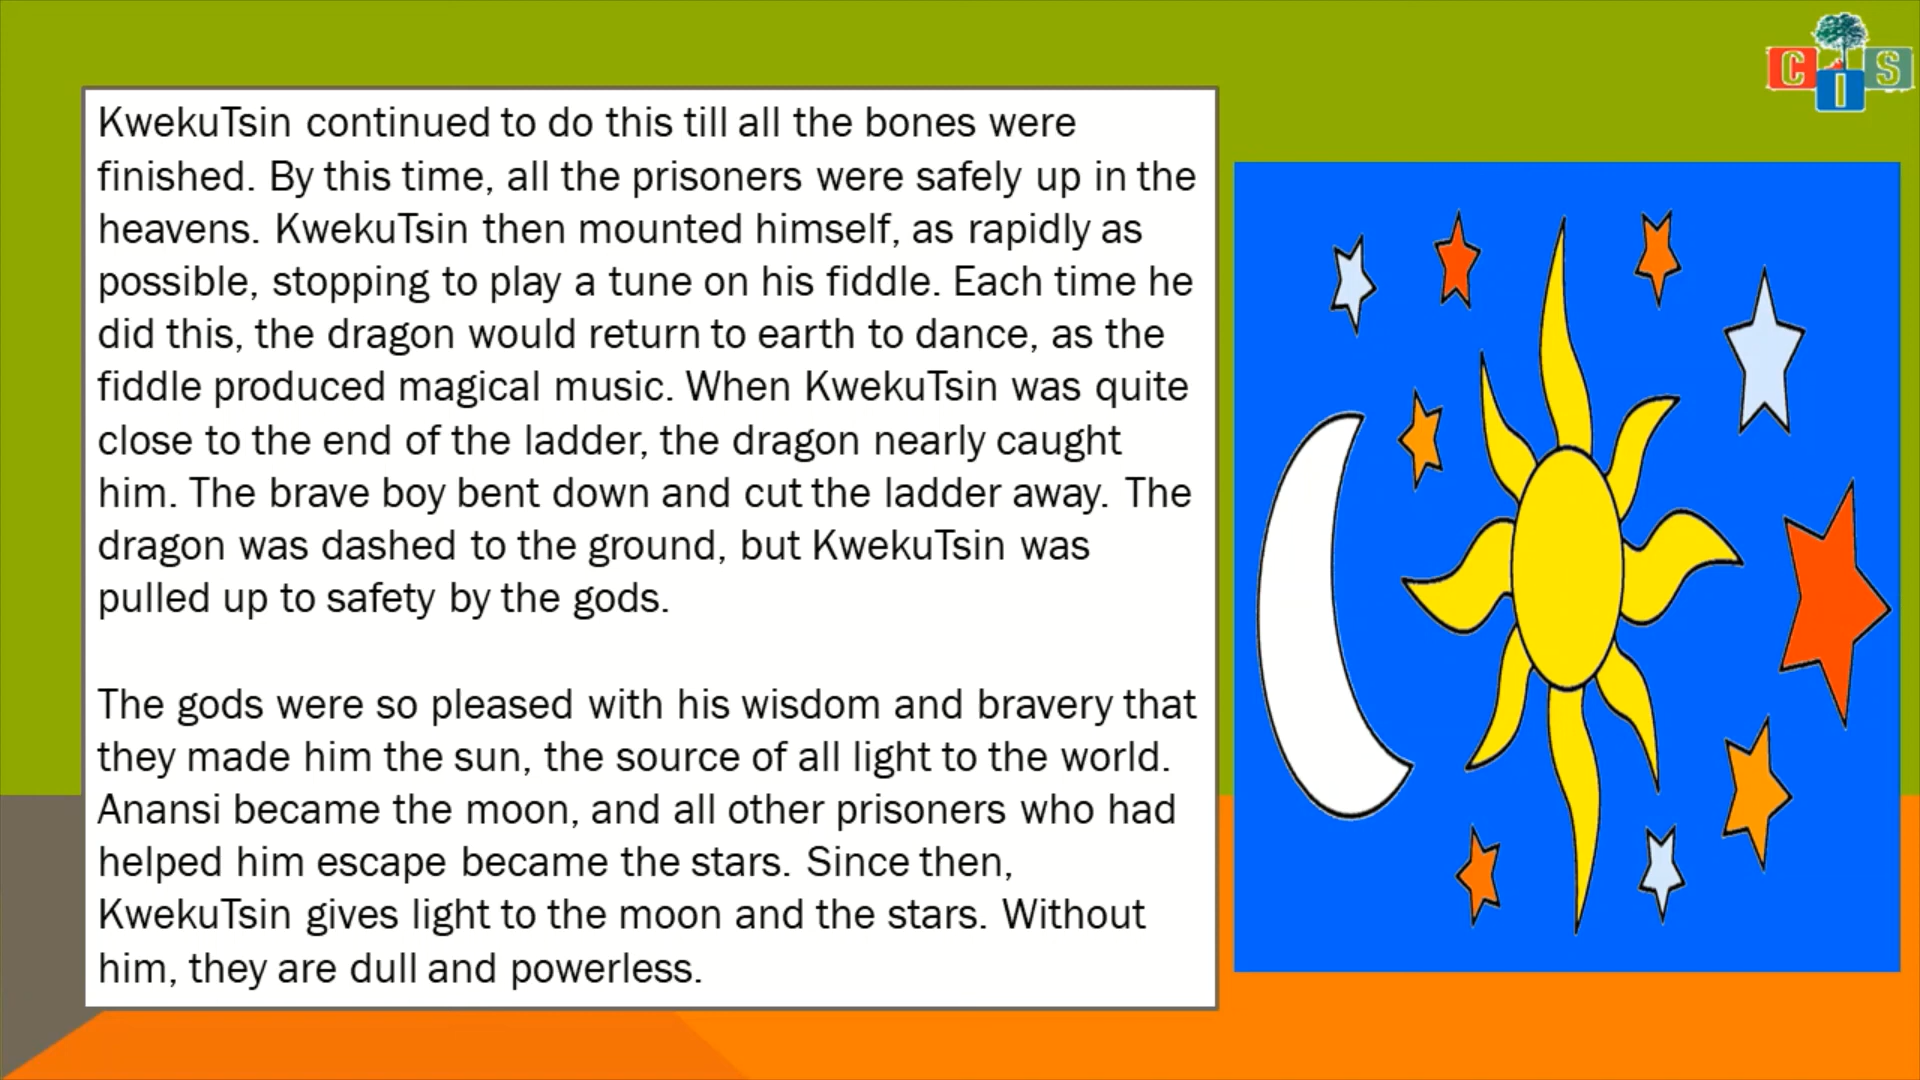 KwekuTsin continued to do this till all the bones were
finished. By this time, all the prisoners were safely up in the
heavens. KwekuTsin then mounted himself, as rapidly as
possible, stopping to play a tune on his fiddle. Each time he
did this, the dragon would return to earth to dance, as the
fiddle produced magical music. When KwekuTsin was quite
close to the end of the ladder, the dragon nearly caught
him. The brave boy bent down and cut the ladder away. The
dragon was dashed to the ground, but KwekuTsin was
pulled up to safety by the gods.
The gods were so pleased with his wisdom and bravery that
they made him the sun, the source of all light to the world.
Anansi became the moon, and all other prisoners who had
helped him escape became the stars. Since then,
KwekuTsin gives light to the moon and the stars. Without
him, they are dull and powerless.
C I S